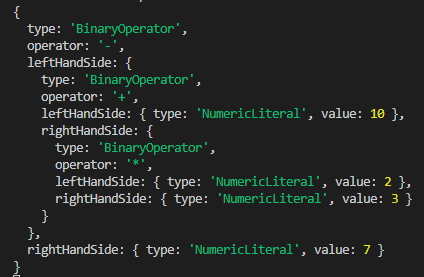 {
  type: 'BinaryOperator',
  operator: '-',
  leftHandSide: {
    type: 'BinaryOperator',
    operator: '+',
    leftHandSide: { type: 'NumericLiteral', value: 10 },
    rightHandSide: {
      type: 'BinaryOperator',
      operator: '*',
      leftHandSide: { type: 'NumericLiteral', value: 2 },
      rightHandSide: { type: 'NumericLiteral', value: 3 }
    }
  },
  rightHandSide: { type: 'NumericLiteral', value: 7 }
}